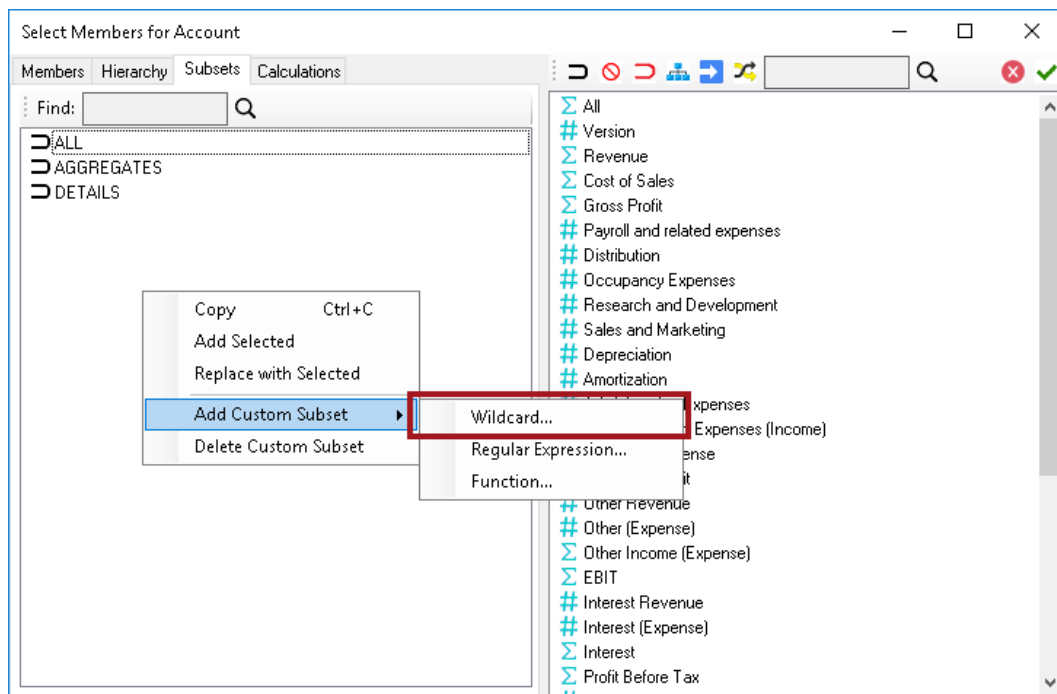 Select Members for Account
Members Hierarchy Subsets Calculations
Find:
ALL
AGGREGATES
DETAILS
Copy Ctrl+C
Add Selected
Replace with Selected
Add Custom Subset
Delete Custom Subset
Wildcard...
Regular Expression...
Function...
All
Version
Revenue
Cost of Sales
Gross Profit
Payroll and related expenses
Distribution
Occupancy Expenses
Research and Development
Sales and Marketing
Depreciation
Amortization
xpenses
Expenses (Income)
ense
it
Other Revenue
Other (Expense)
Other Income (Expense)
EBIT
Interest Revenue
Interest (Expense)
Interest
Profit Before Tax